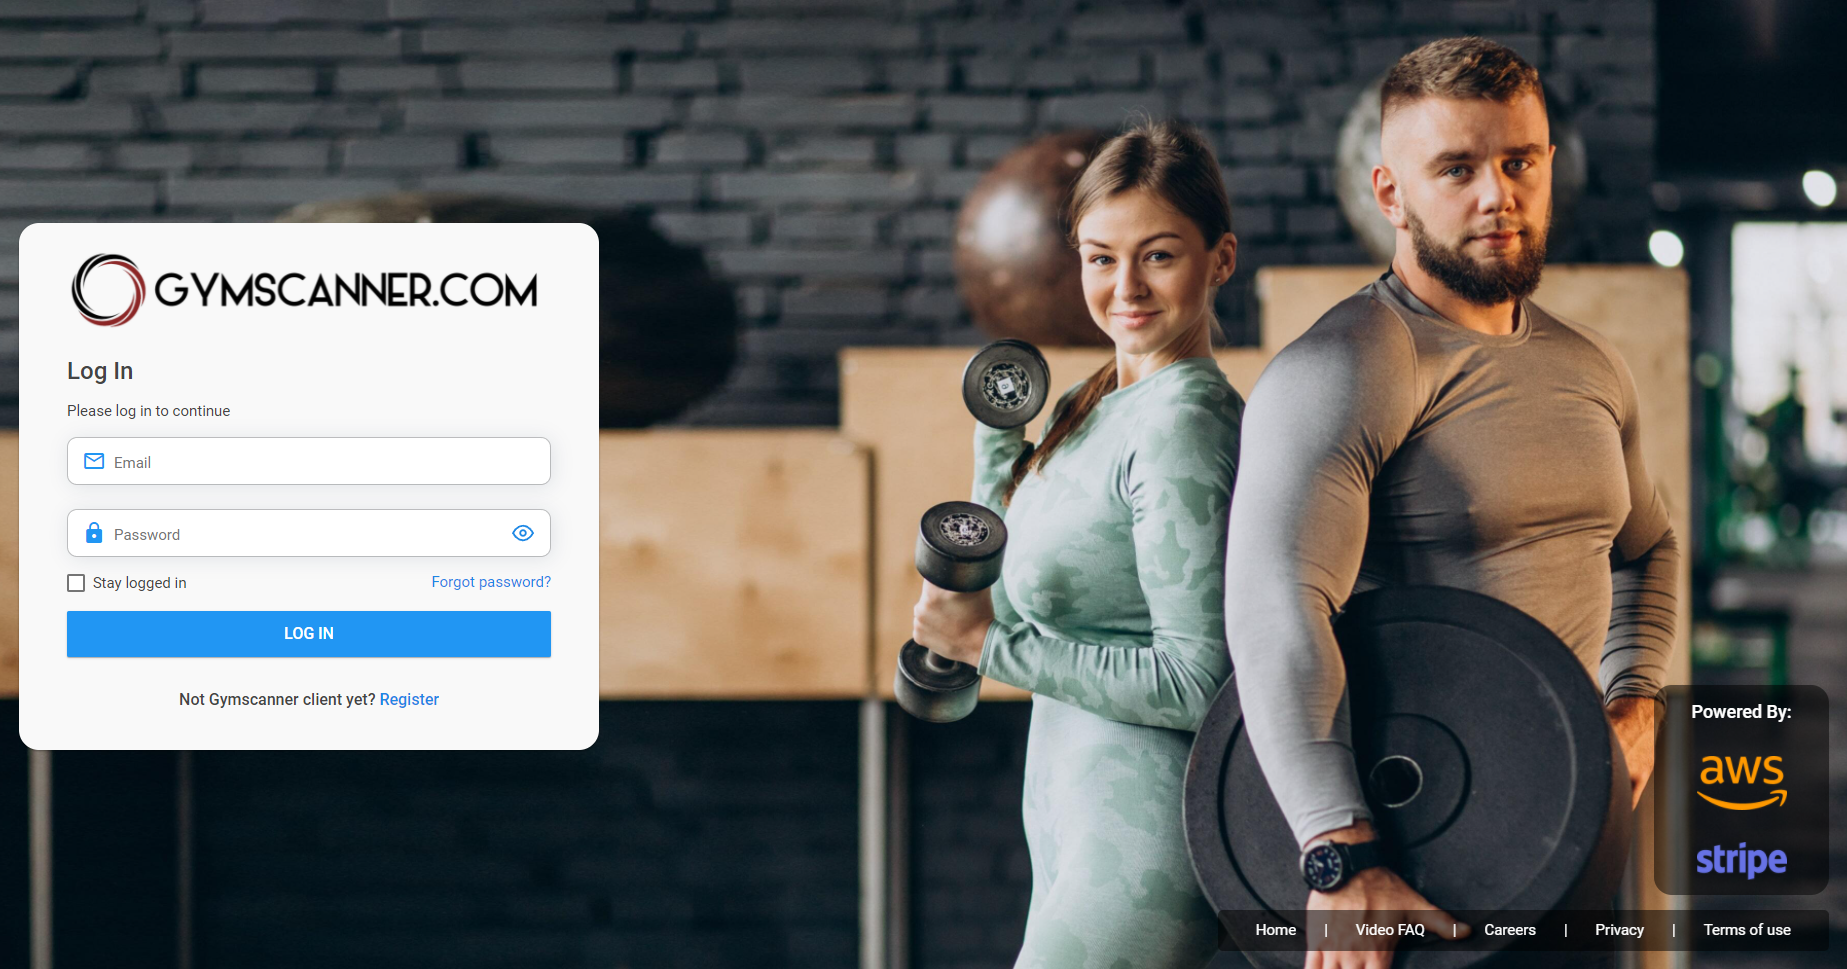 GYMSCANNER.COM
Log In
Please log in to continue
Email
Password
Stay logged in
Forgot password?
LOG IN
Not Gymscanner client yet? Register
Powered By:
aws
stripe
Home | Video FAQ | Careers | Privacy | Terms of use